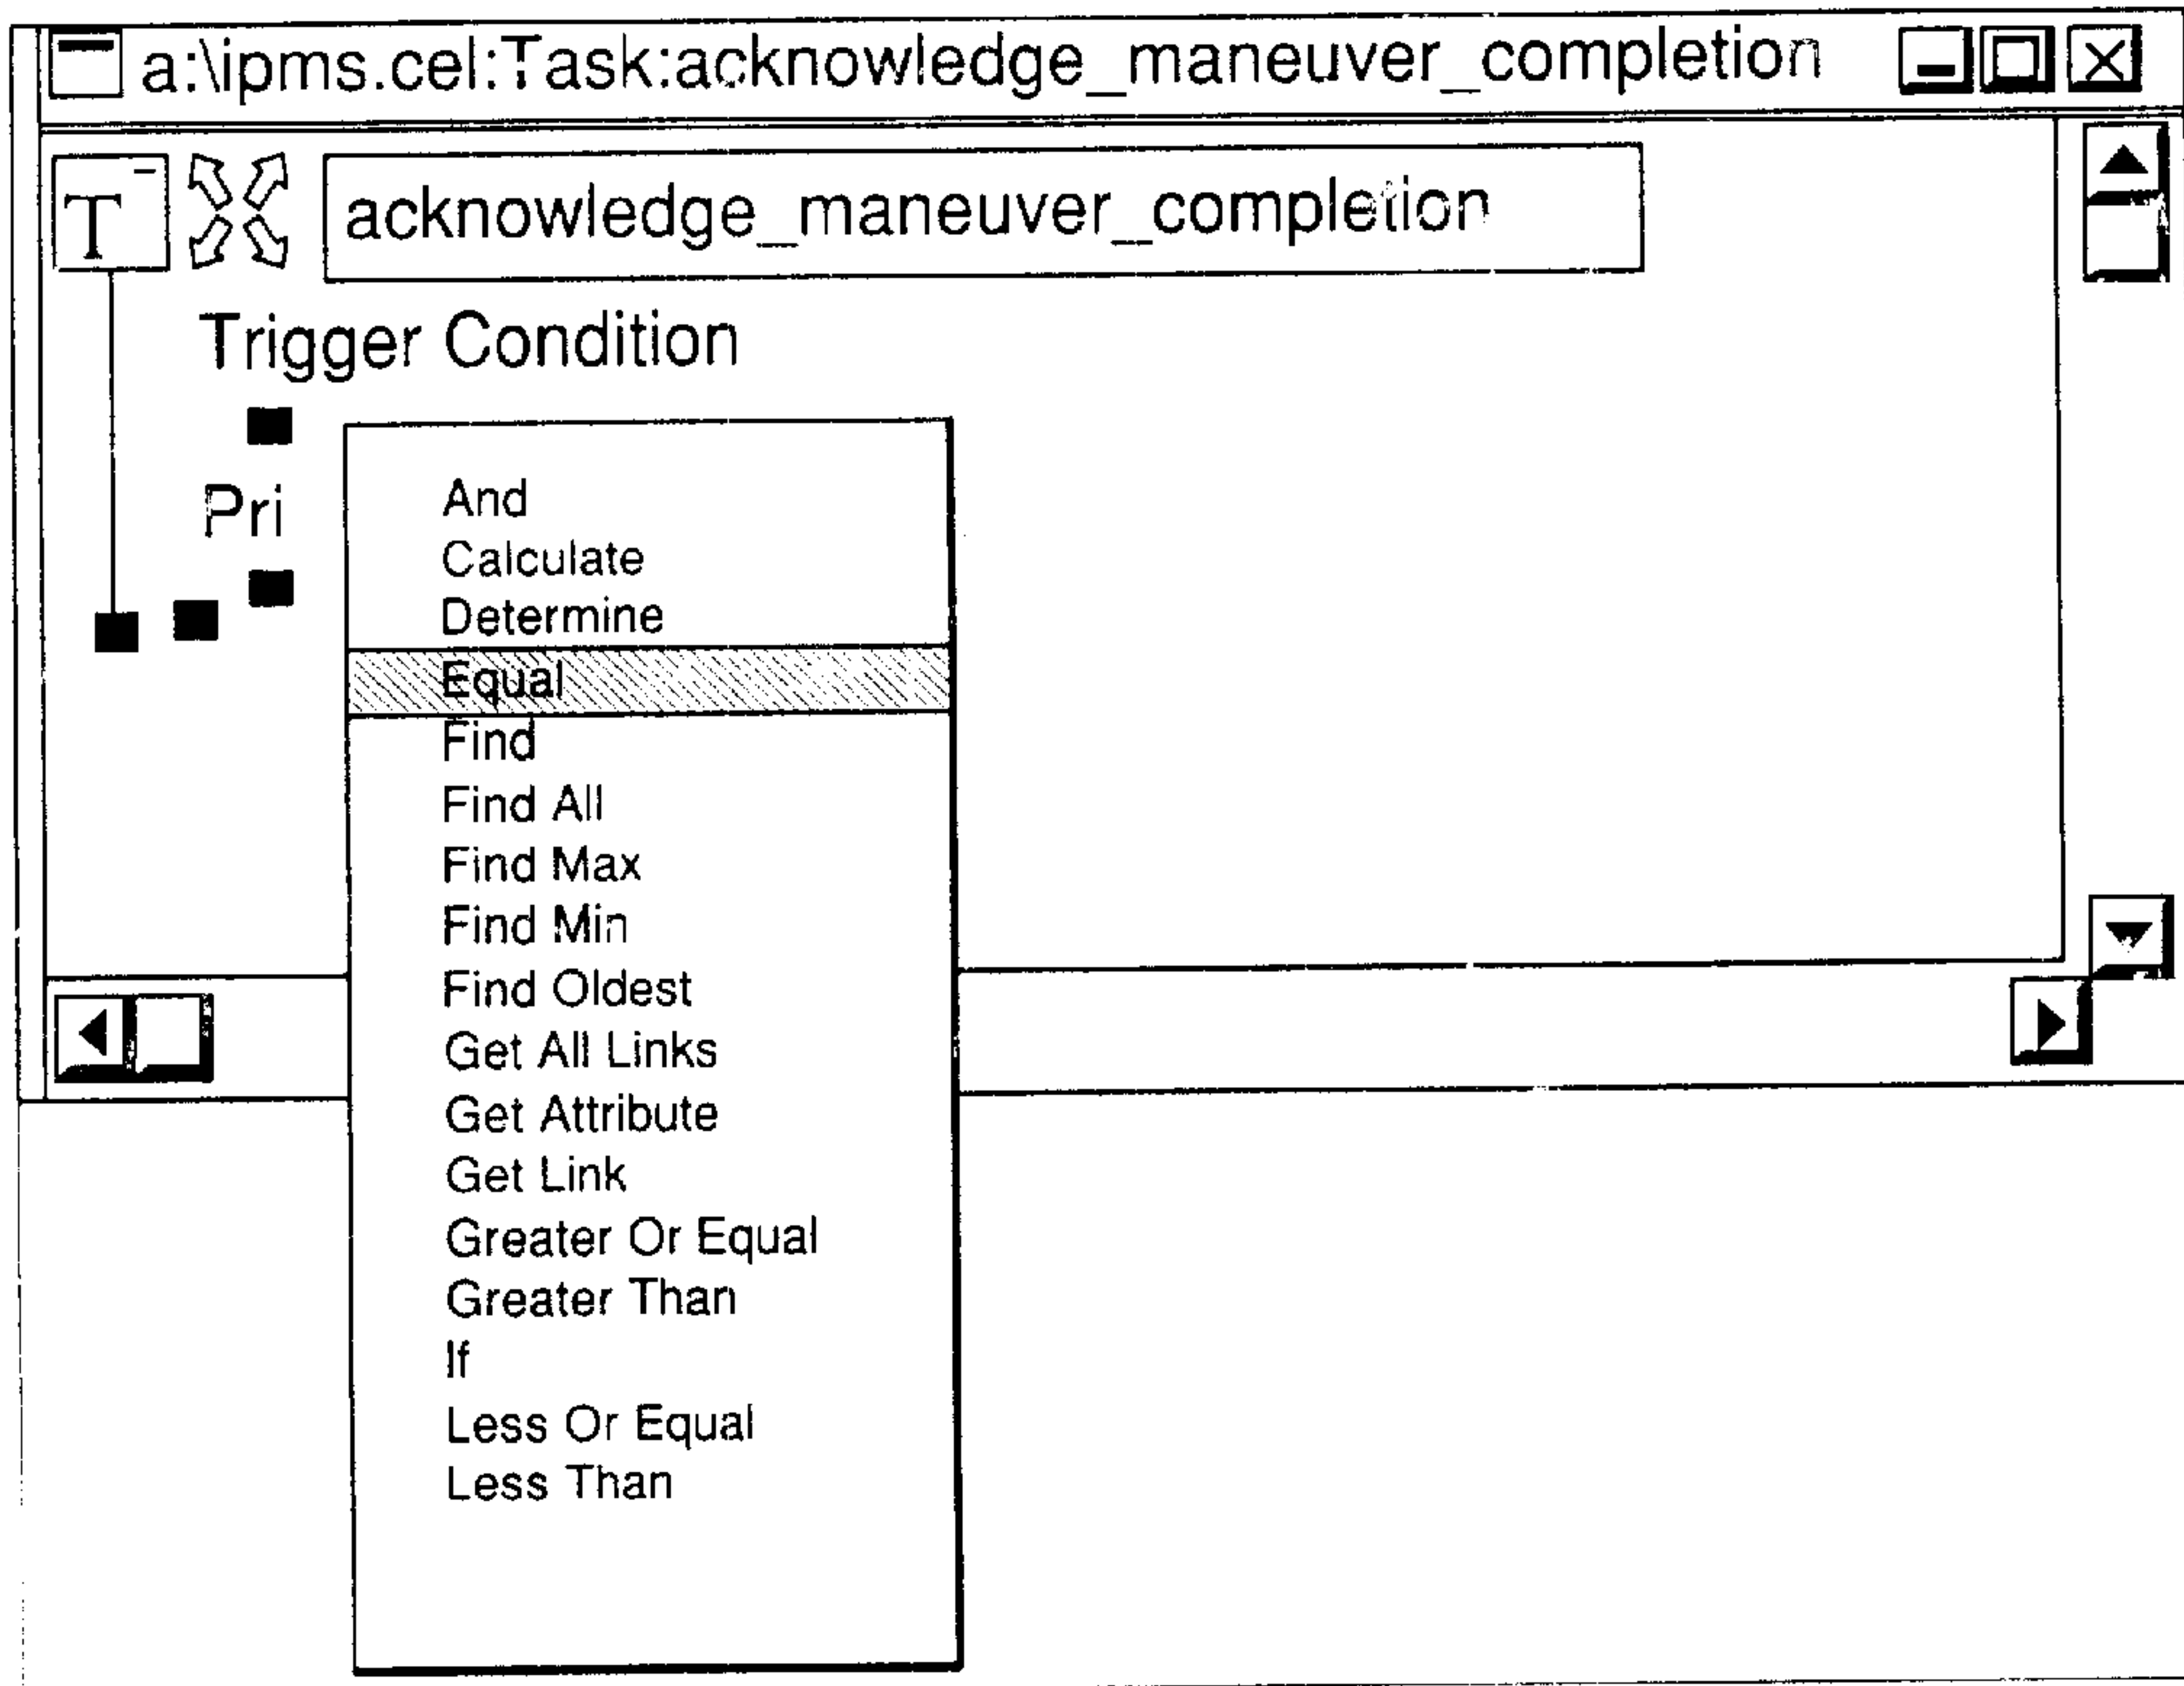 a:\ipms.cel:Task:acknowledge_maneuver_completion
T
acknowledge_maneuver_completion
Trigger Condition
Pri
And
Calculate
Determine
Equal
Find
Find All
Find Max
Find Min
Find Oldest
Get All Links
Get Attribute
Get Link
Greater Or Equal
Greater Than
If
Less Or Equal
Less Than